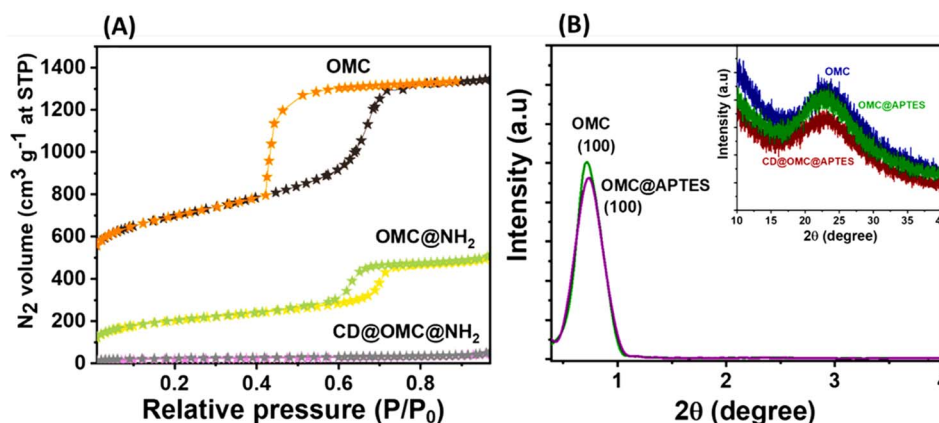 (A)
N₂ volume (cm³ g⁻¹ at STP)
1400
1200
1000
800
600
400
200
0
OMC
OMC@NH₂
CD@OMC@NH₂
0.2
0.4
0.6
0.8
Relative pressure (P/P₀)
(B)
Intensity (a.u)
OMC
(100)
OMC@APTES
(100)
1
2
3
4
2θ (degree)
Intensity (a.u)
OMC
OMC@APTES
CD@OMC@APTES
10
15
20
25
30
35
2θ (degree)